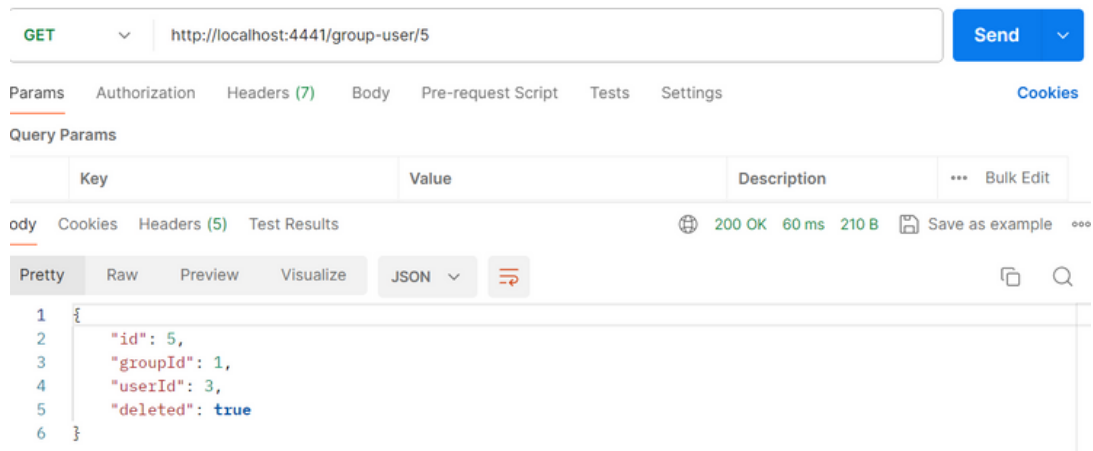 GET http://localhost:4441/group-user/5 Send
Params Authorization Headers (7) Body Pre-request Script Tests Settings Cookies
Query Params
Key Value Description Bulk Edit
ody Cookies Headers (5) Test Results 200 OK 60 ms 210 B Save as example
Pretty Raw Preview Visualize JSON
1 {
2 "id": 5,
3 "groupId": 1,
4 "userId": 3,
5 "deleted": true
6 }